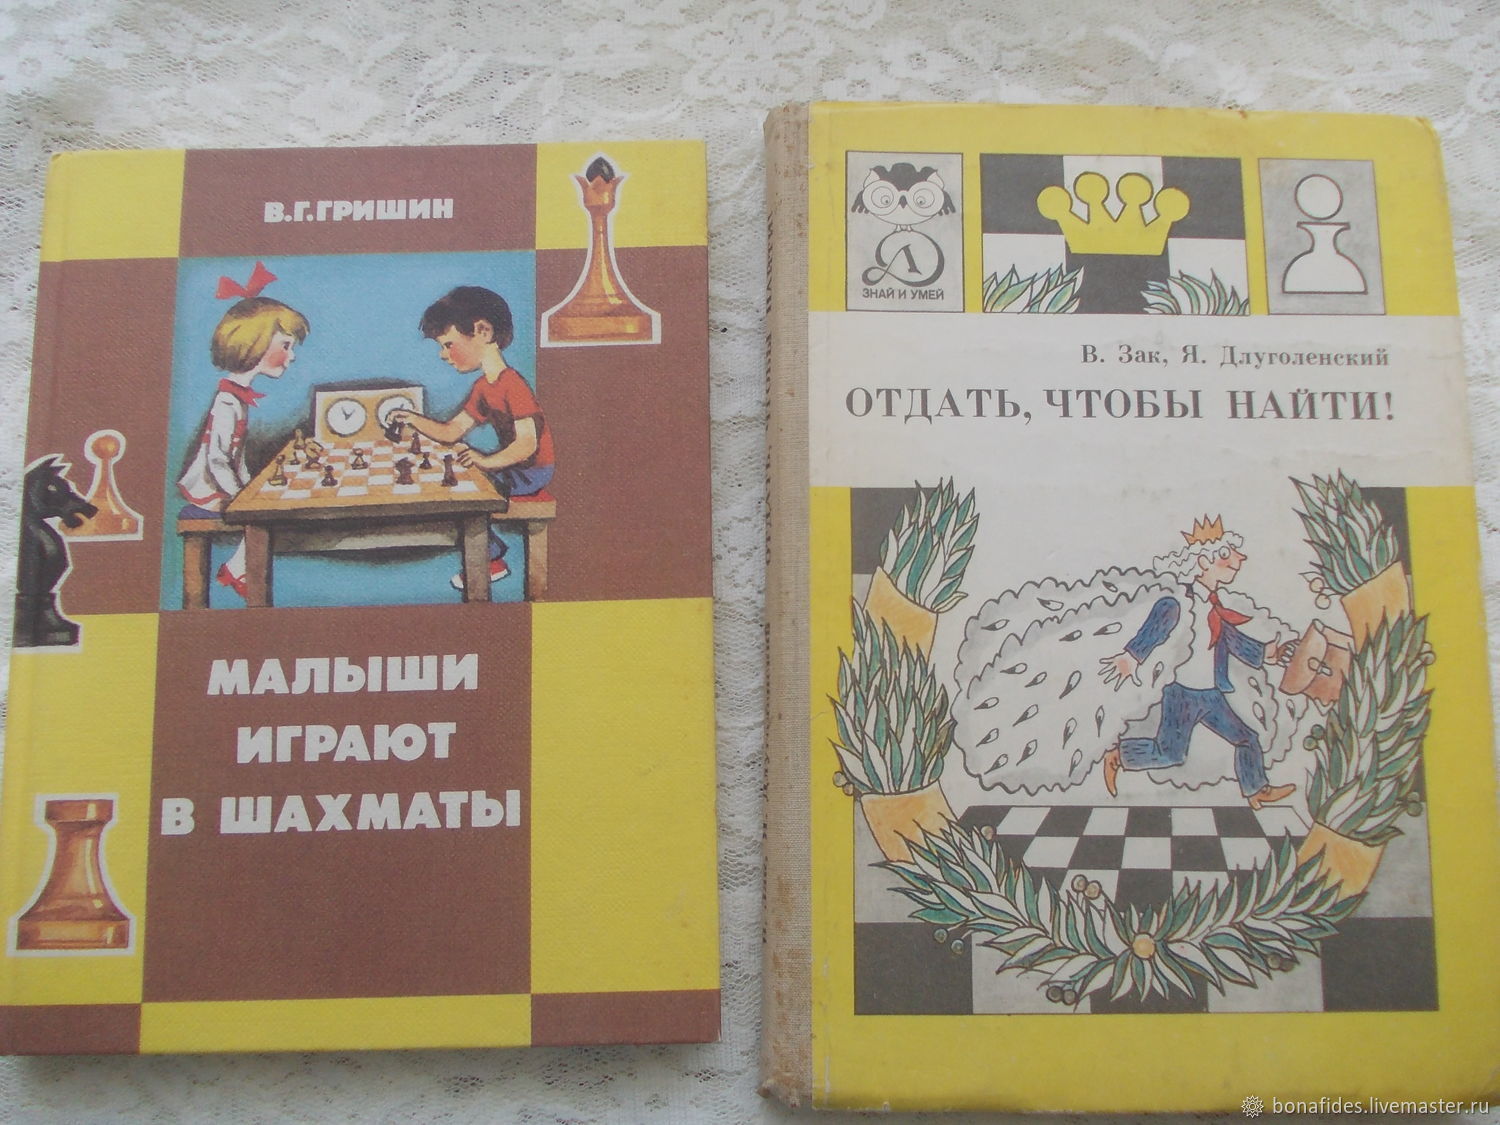 В.Г.ГРИШИН
МАЛЫШИ
ИГРАЮТ
В ШАХМАТЫ
ЗНАЙ И УМЕЙ
В. Зак, Я. Длуголенский
ОТДАТЬ, ЧТОБЫ НАЙТИ!
bonafides.livemaster.ru